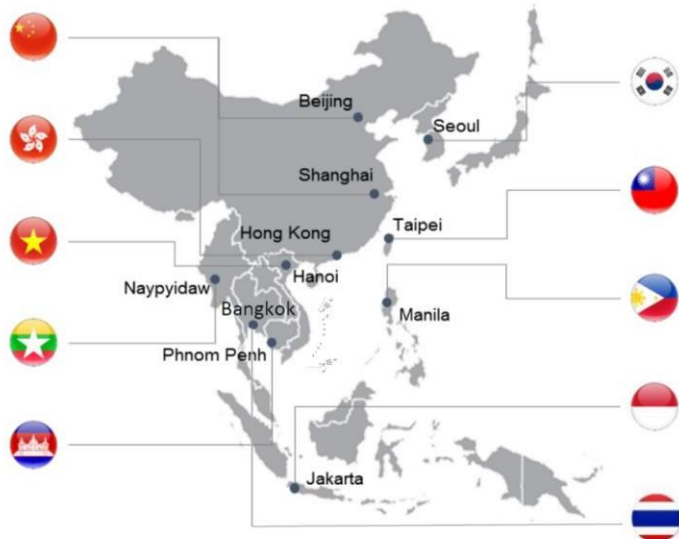 Beijing
Seoul
Shanghai
Taipei
Hong Kong
Hanoi
Naypyidaw
Bangkok
Manila
Phnom Penh
Jakarta